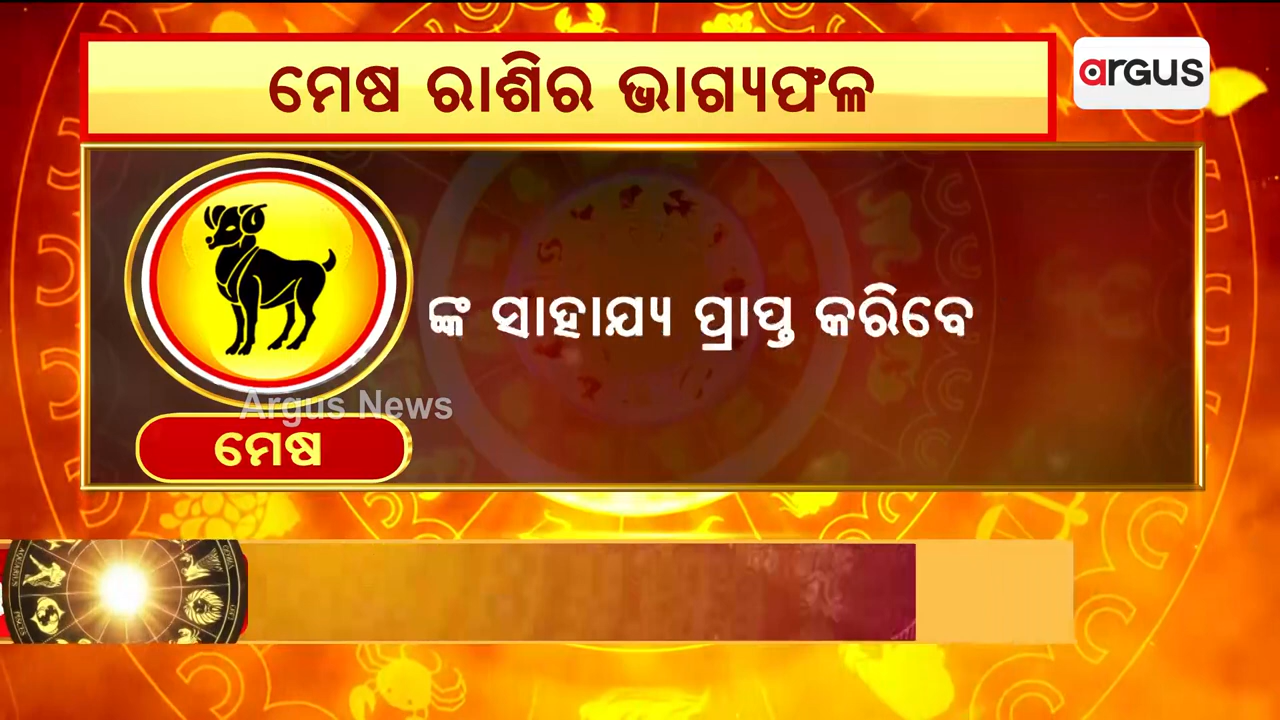 ମେଷ ରାଶିର ଭାଗ୍ୟଫଳ
argus
ଙ୍କ ସାହାଯ୍ୟ ପ୍ରାପ୍ତ କରିବେ
Argus News
ମେଷ